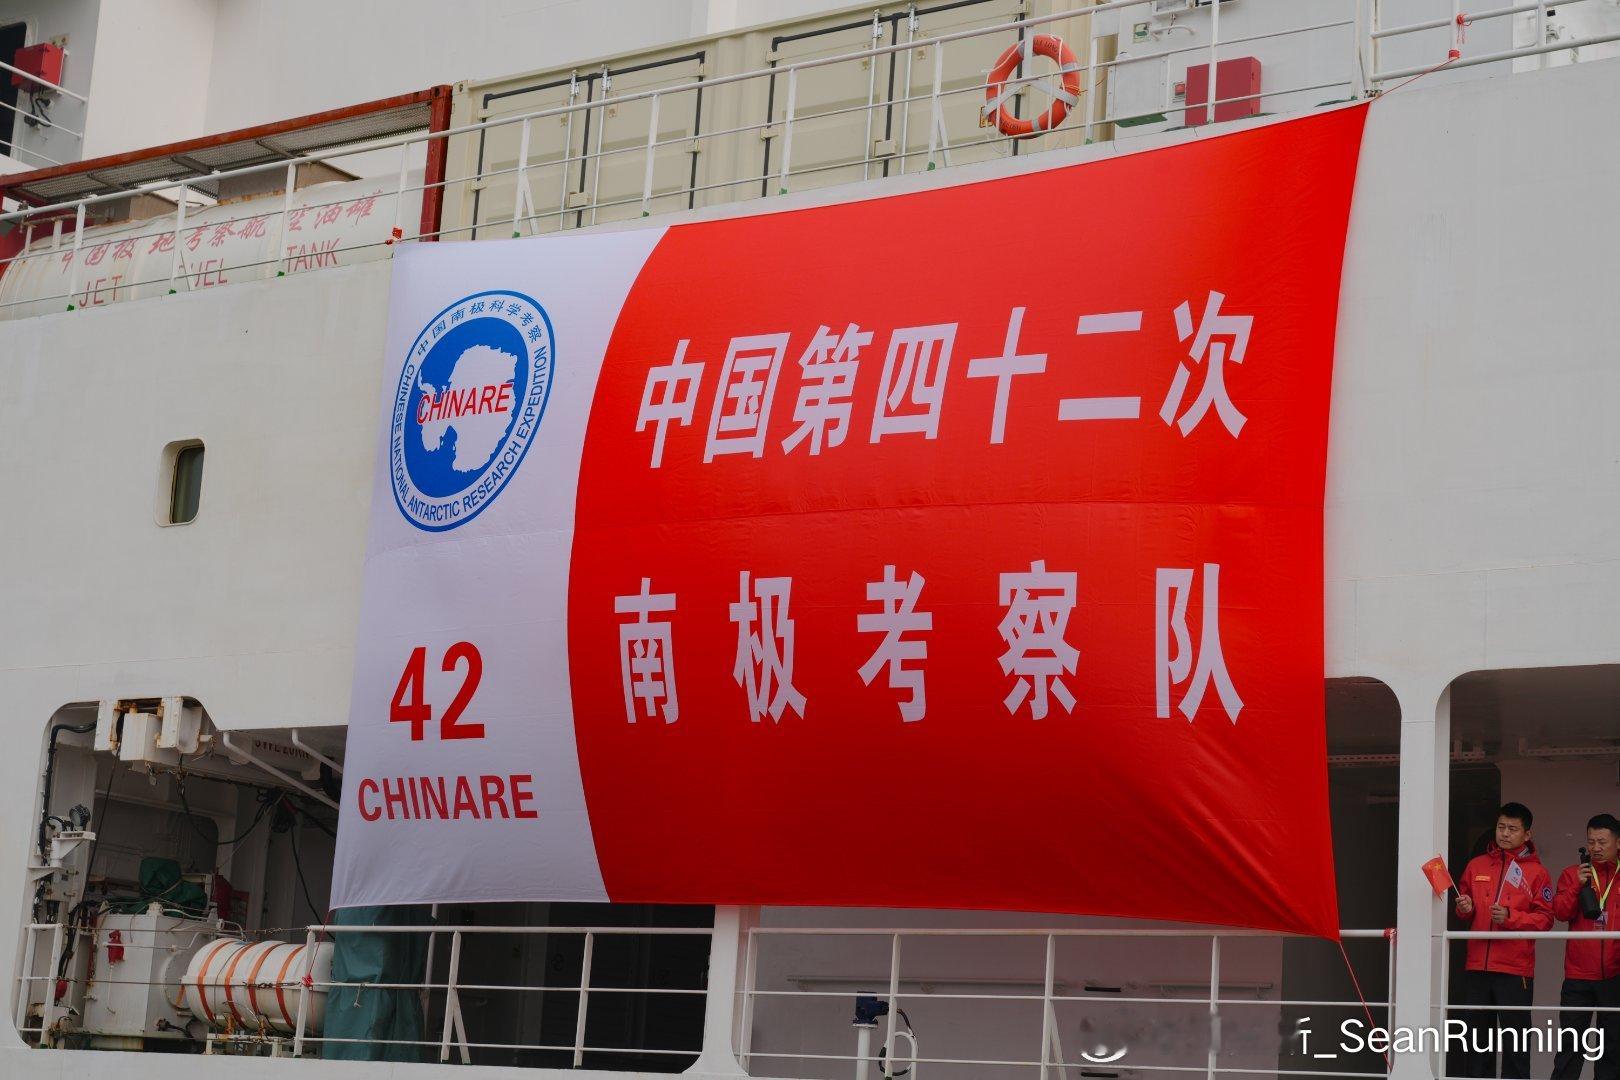 中国极地考察航空油罐
JET FUEL TANK
中国南极科学考察
CHINESE NATIONAL ANTARCTIC RESEARCH EXPEDITION
CHINARE
中国第四十二次
南极考察队
42
CHINARE
f_SeanRunning